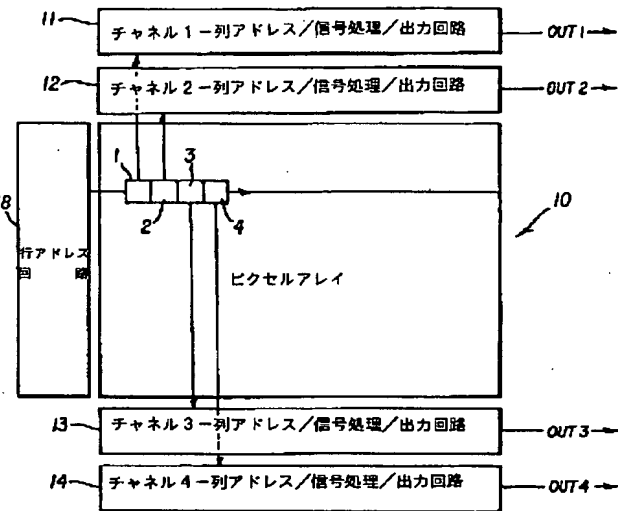 11
チャネル1ー列アドレス/信号処理/出力回路
OUT1
12
チャネル2ー列アドレス/信号処理/出力回路
OUT2
1
3
2
4
8
行アドレス
回路
10
ピクセルアレイ
13
チャネル3ー列アドレス/信号処理/出力回路
OUT3
14
チャネル4ー列アドレス/信号処理/出力回路
OUT4